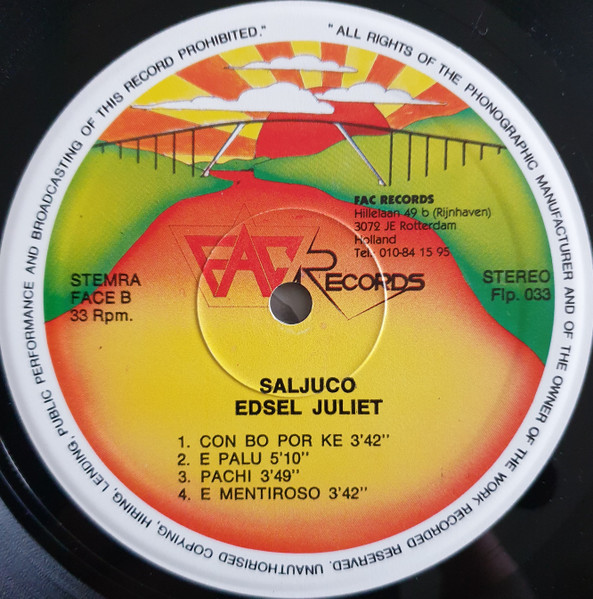 "ALL RIGHTS OF THE PHONOGRAPHIC MANUFACTURER AND OF THE OWNER OF THE WORK RECORDED RESERVED. UNAUTHORISED COPYING, HIRING, LENDING, PUBLIC PERFORMANCE AND BROADCASTING OF THIS RECORD PROHIBITED."
FAC RECORDS
Hillelaan 49 b (Rijnhaven)
3072 JE Rotterdam
Holland
Tel.: 010-84 15 95
FAC RECORDS
STEMRA
FACE B
33 Rpm.
STEREO
Flp. 033
SALJUCO
EDSEL JULIET
1. CON BO POR KE 3'42"
2. E PALU 5'10"
3. PACHI 3'49"
4. E MENTIROSO 3'42"